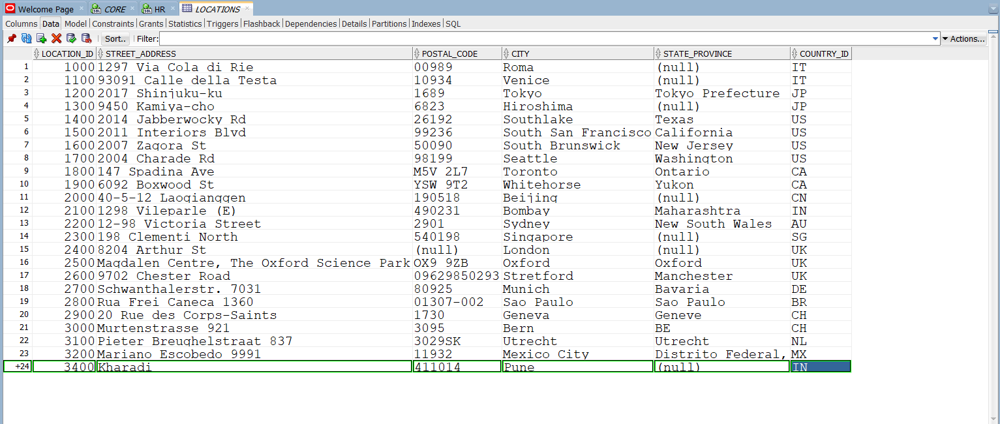 Welcome Page CORE HR LOCATIONS
Columns Data Model Constraints Grants Statistics Triggers Flashback Dependencies Details Partitions Indexes SQL
Sort.. Filter: Actions...
LOCATION_ID STREET_ADDRESS POSTAL_CODE CITY STATE_PROVINCE COUNTRY_ID
1 1000 1297 Via Cola di Rie 00989 Roma (null) IT
2 1100 93091 Calle della Testa 10934 Venice (null) IT
3 1200 2017 Shinjuku-ku 1689 Tokyo Tokyo Prefecture JP
4 1300 9450 Kamiya-cho 6823 Hiroshima (null) JP
5 1400 2014 Jabberwocky Rd 26192 Southlake Texas US
6 1500 2011 Interiors Blvd 99236 South San Francisco California US
7 1600 2007 Zagora St 50090 South Brunswick New Jersey US
8 1700 2004 Charade Rd 98199 Seattle Washington US
9 1800 147 Spadina Ave M5V 2L7 Toronto Ontario CA
10 1900 6092 Boxwood St YSW 9T2 Whitehorse Yukon CA
11 2000 40-5-12 Laogianggen 190518 Beijing (null) CN
12 2100 1298 Vileparle (E) 490231 Bombay Maharashtra IN
13 2200 12-98 Victoria Street 2901 Sydney New South Wales AU
14 2300 198 Clementi North 540198 Singapore (null) SG
15 2400 8204 Arthur St (null) London (null) UK
16 2500 Magdalen Centre, The Oxford Science Park OX9 9ZB Oxford Oxford UK
17 2600 9702 Chester Road 09629850293 Stretford Manchester UK
18 2700 Schwanthalerstr. 7031 80925 Munich Bavaria DE
19 2800 Rua Frei Caneca 1360 01307-002 Sao Paulo Sao Paulo BR
20 2900 20 Rue des Corps-Saints 1730 Geneva Geneve CH
21 3000 Murtenstrasse 921 3095 Bern BE CH
22 3100 Pieter Breughelstraat 837 3029SK Utrecht Utrecht NL
23 3200 Mariano Escobedo 9991 11932 Mexico City Distrito Federal, MX
+24 3400 Kharadi 411014 Pune (null) IN